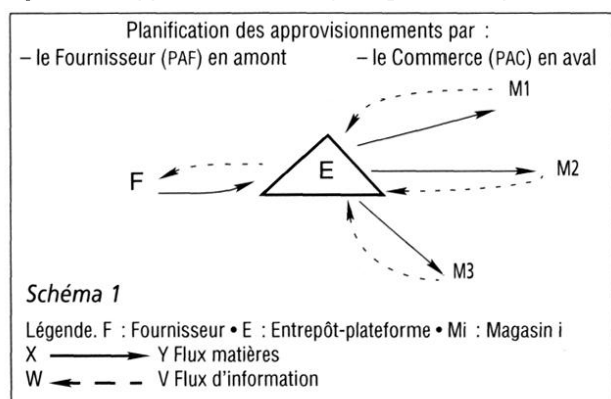 Planification des approvisionnements par :
– le Fournisseur (PAF) en amont – le Commerce (PAC) en aval
M1
E
F
M2
M3
Schéma 1
Légende. F : Fournisseur • E : Entrepôt-plateforme • Mi : Magasin i
X Y Flux matières
W V Flux d'information